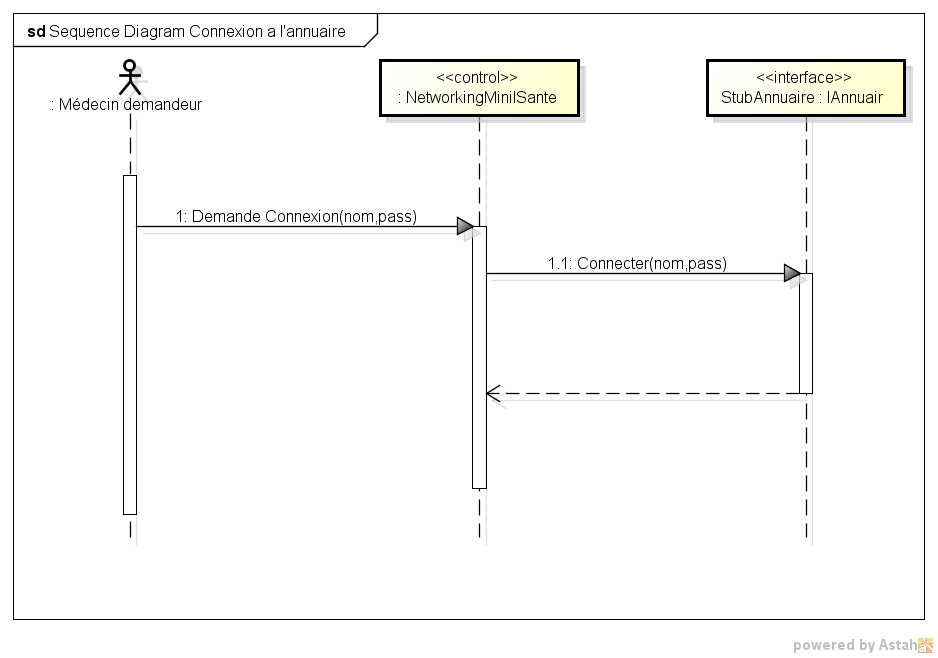 sd Sequence Diagram Connexion a l'annuaire
: Médecin demandeur
<<control>>
: NetworkingMinilSante
<<interface>>
StubAnnuaire : IAnnuair
1: Demande Connexion(nom,pass)
1.1: Connecter(nom,pass)
powered by Astah